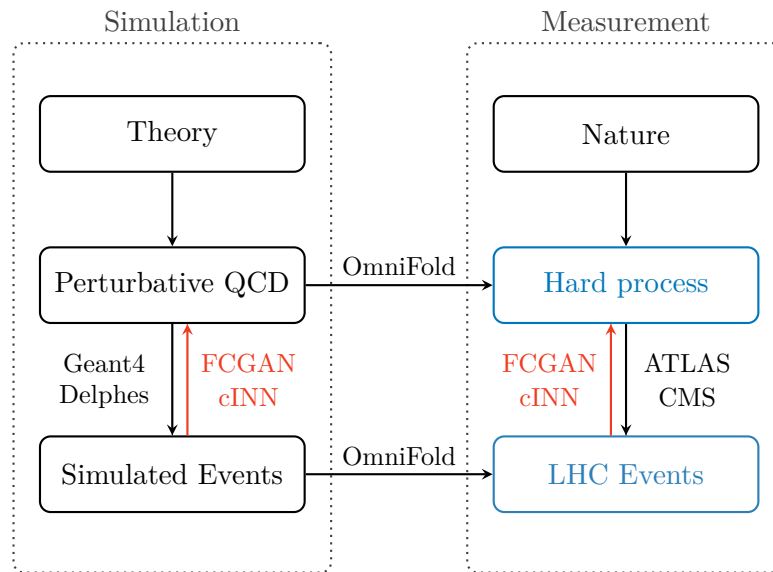 Simulation
Measurement
Theory
Nature
Perturbative QCD
OmniFold
Hard process
Geant4
Delphes
FCGAN
cINN
FCGAN
cINN
ATLAS
CMS
Simulated Events
OmniFold
LHC Events